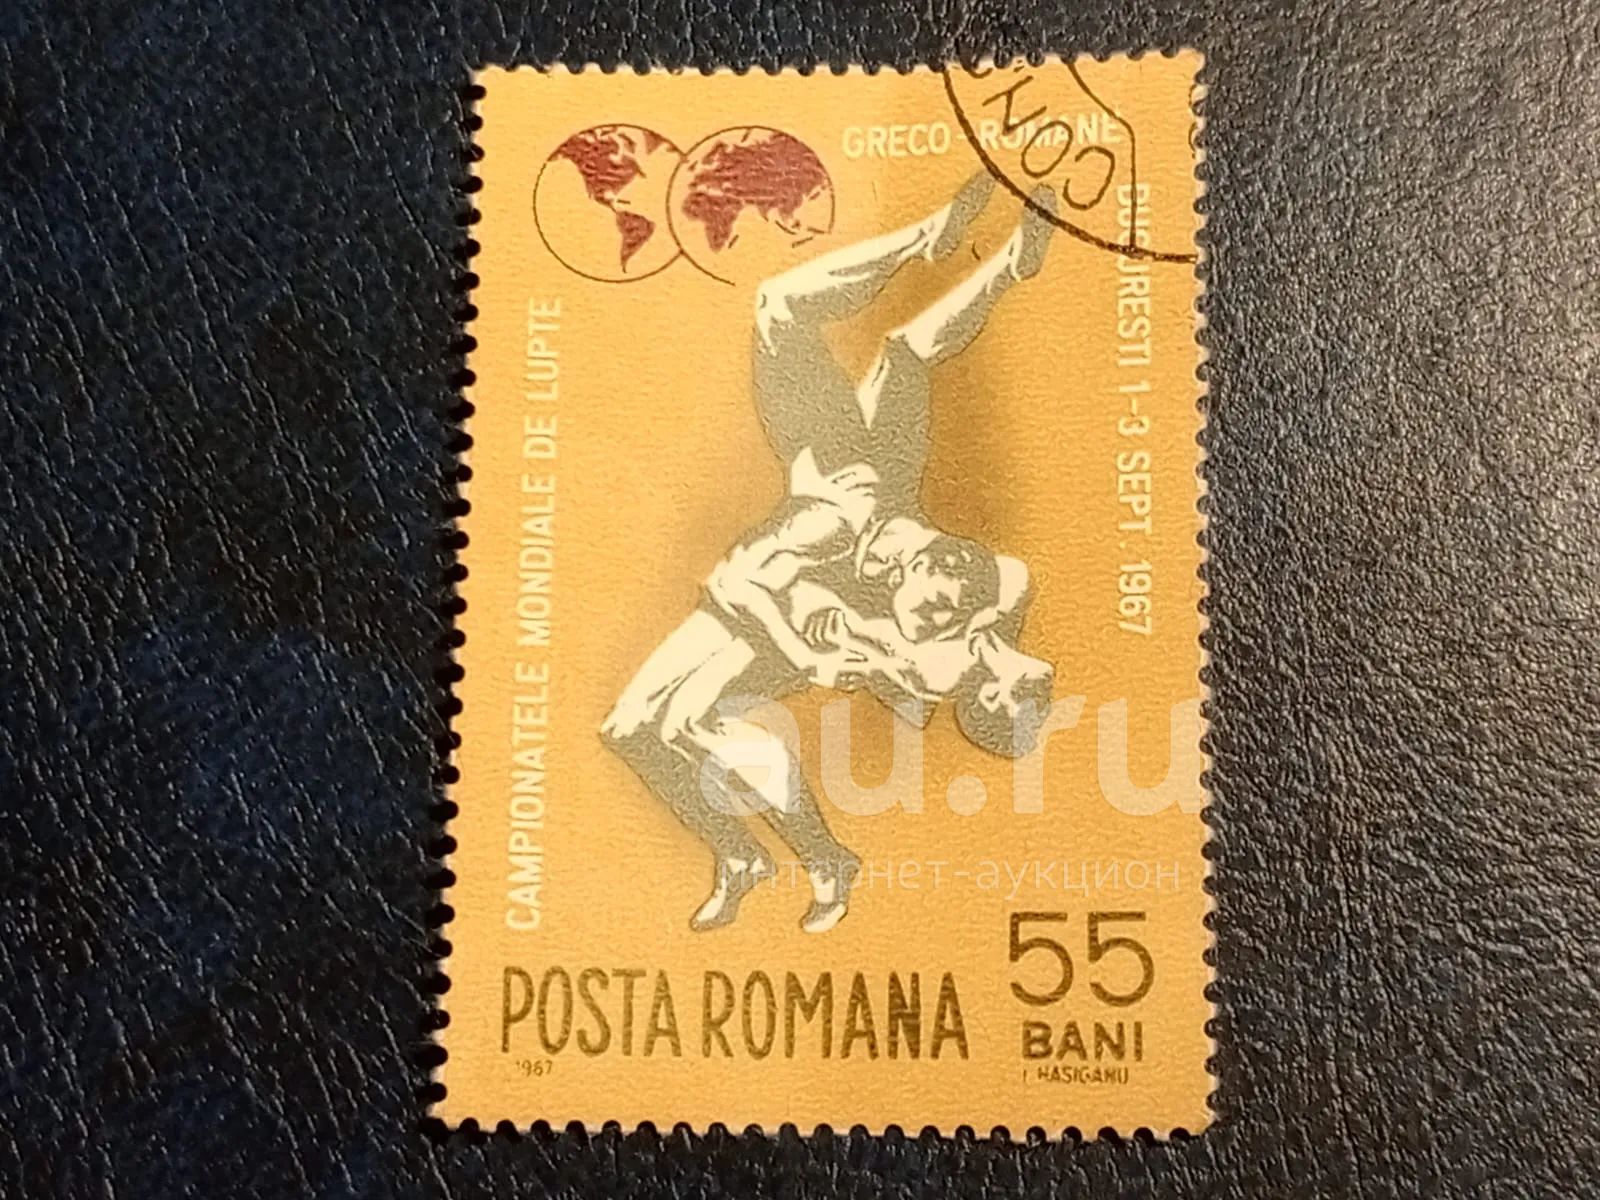 GRECO-ROMANE
BUCURESTI 1-3 SEPT. 1967
CAMPIONATELE MONDIALE DE LUPTE
au.ru
интернет-аукцион
55
BANI
POSTA ROMANA
1967
I HASIGANU